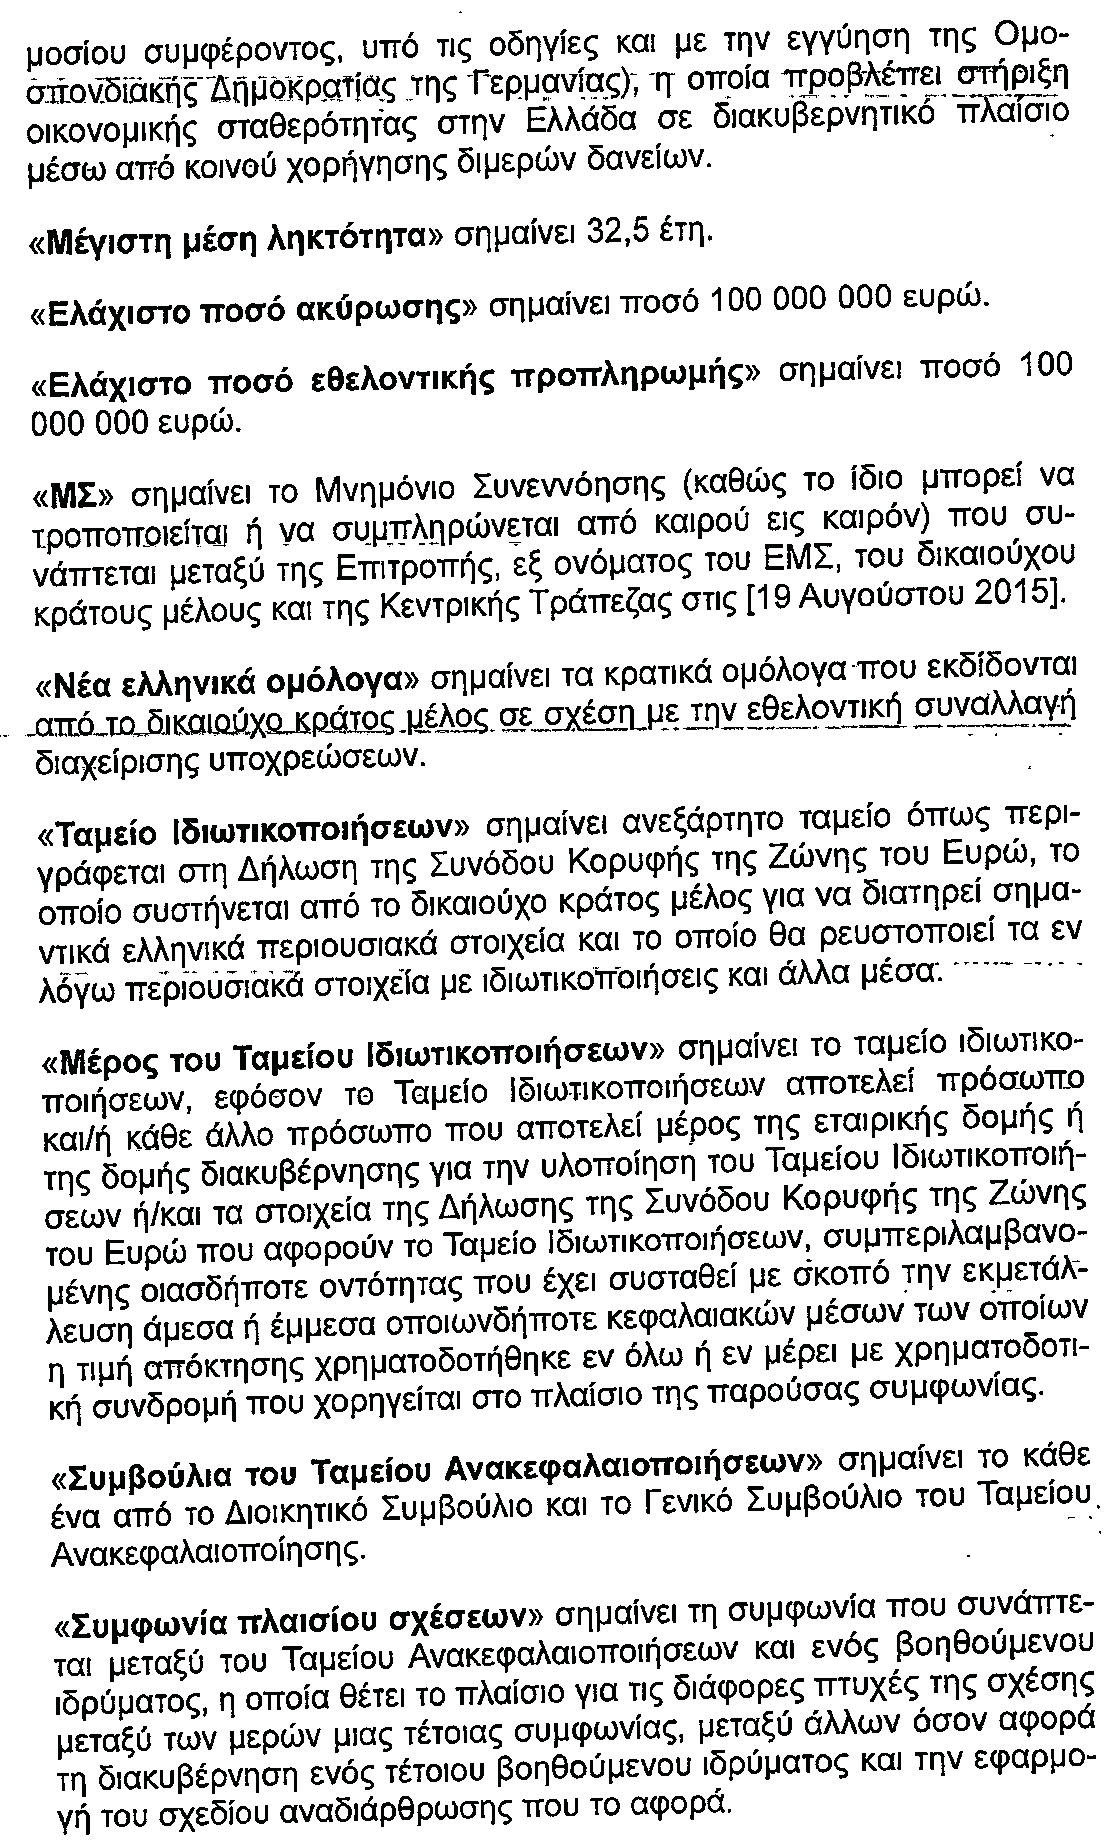 μοσίου συμφέροντος, υπό τις οδηγίες και με την εγγύηση της Ομο-
σπονδιακής Δημοκρατίας της Γερμανίας), η οποία προβλέπει στήριξη
οικονομικής σταθερότητας στην Ελλάδα σε διακυβερνητικό πλαίσιο
μέσω από κοινού χορήγησης διμερών δανείων.
«Μέγιστη μέση ληκτότητα» σημαίνει 32,5 έτη.
«Ελάχιστο ποσό ακύρωσης» σημαίνει ποσό 100 000 000 ευρώ.
«Ελάχιστο ποσό εθελοντικής προπληρωμής» σημαίνει ποσό 100
000 000 ευρώ.
«ΜΣ» σημαίνει το Μνημόνιο Συνεννόησης (καθώς το ίδιο μπορεί να
τροποποιείται ή να συμπληρώνεται από καιρού εις καιρόν) που συ-
νάπτεται μεταξύ της Επιτροπής, εξ ονόματος του ΕΜΣ, του δικαιούχου
κράτους μέλους και της Κεντρικής Τράπεζας στις [19 Αυγούστου 2015].
«Νέα ελληνικά ομόλογα» σημαίνει τα κρατικά ομόλογα που εκδίδονται
από το δικαιούχο κράτος μέλος σε σχέση με την εθελοντική συναλλαγή
διαχείρισης υποχρεώσεων.
«Ταμείο Ιδιωτικοποιήσεων» σημαίνει ανεξάρτητο ταμείο όπως περι-
γράφεται στη Δήλωση της Συνόδου Κορυφής της Ζώνης του Ευρώ, το
οποίο συστήνεται από το δικαιούχο κράτος μέλος για να διατηρεί σημα-
ντικά ελληνικά περιουσιακά στοιχεία και το οποίο θα ρευστοποιεί τα εν
λόγω περιουσιακά στοιχεία με ιδιωτικοποιήσεις και άλλα μέσα.
«Μέρος του Ταμείου Ιδιωτικοποιήσεων» σημαίνει το ταμείο ιδιωτικο-
ποιήσεων, εφόσον το Ταμείο Ιδιωτικοποιήσεων αποτελεί πρόσωπο
και/ή κάθε άλλο πρόσωπο που αποτελεί μέρος της εταιρικής δομής ή
της δομής διακυβέρνησης για την υλοποίηση του Ταμείου Ιδιωτικοποιή-
σεων ή/και τα στοιχεία της Δήλωσης της Συνόδου Κορυφής της Ζώνης
του Ευρώ που αφορούν το Ταμείο Ιδιωτικοποιήσεων, συμπεριλαμβανο-
μένης οιασδήποτε οντότητας που έχει συσταθεί με σκοπό την εκμετάλ-
λευση άμεσα ή έμμεσα οποιωνδήποτε κεφαλαιακών μέσων των οποίων
η τιμή απόκτησης χρηματοδοτήθηκε εν όλω ή εν μέρει με χρηματοδοτι-
κή συνδρομή που χορηγείται στο πλαίσιο της παρούσας συμφωνίας.
«Συμβούλια του Ταμείου Ανακεφαλαιοποιήσεων» σημαίνει το κάθε
ένα από το Διοικητικό Συμβούλιο και το Γενικό Συμβούλιο του Ταμείου
Ανακεφαλαιοποίησης.
«Συμφωνία πλαισίου σχέσεων» σημαίνει τη συμφωνία που συνάπτε-
ται μεταξύ του Ταμείου Ανακεφαλαιοποιήσεων και ενός βοηθούμενου
ιδρύματος, η οποία θέτει το πλαίσιο για τις διάφορες πτυχές της σχέσης
μεταξύ των μερών μιας τέτοιας συμφωνίας, μεταξύ άλλων όσον αφορά
τη διακυβέρνηση ενός τέτοιου βοηθούμενου ιδρύματος και την εφαρμο-
γή του σχεδίου αναδιάρθρωσης που το αφορά.